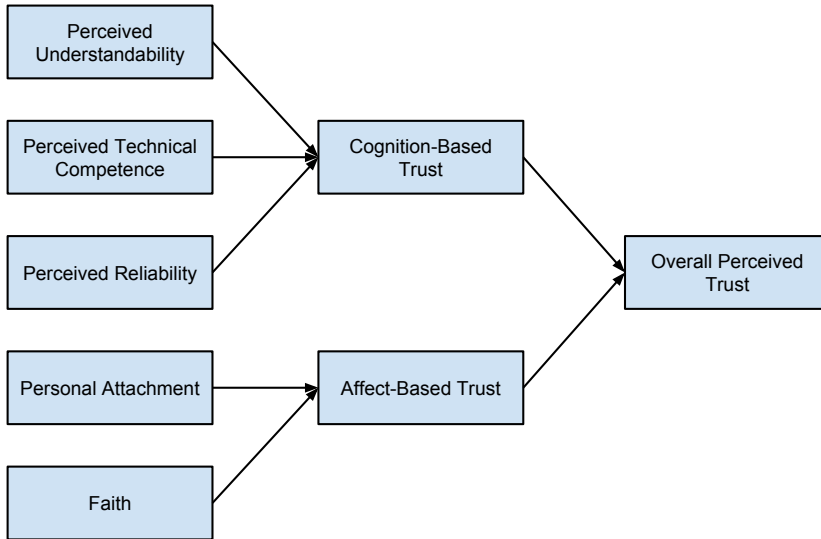 Perceived
Understandability
Perceived Technical
Competence
Perceived Reliability
Personal Attachment
Faith
Cognition-Based
Trust
Affect-Based Trust
Overall Perceived
Trust